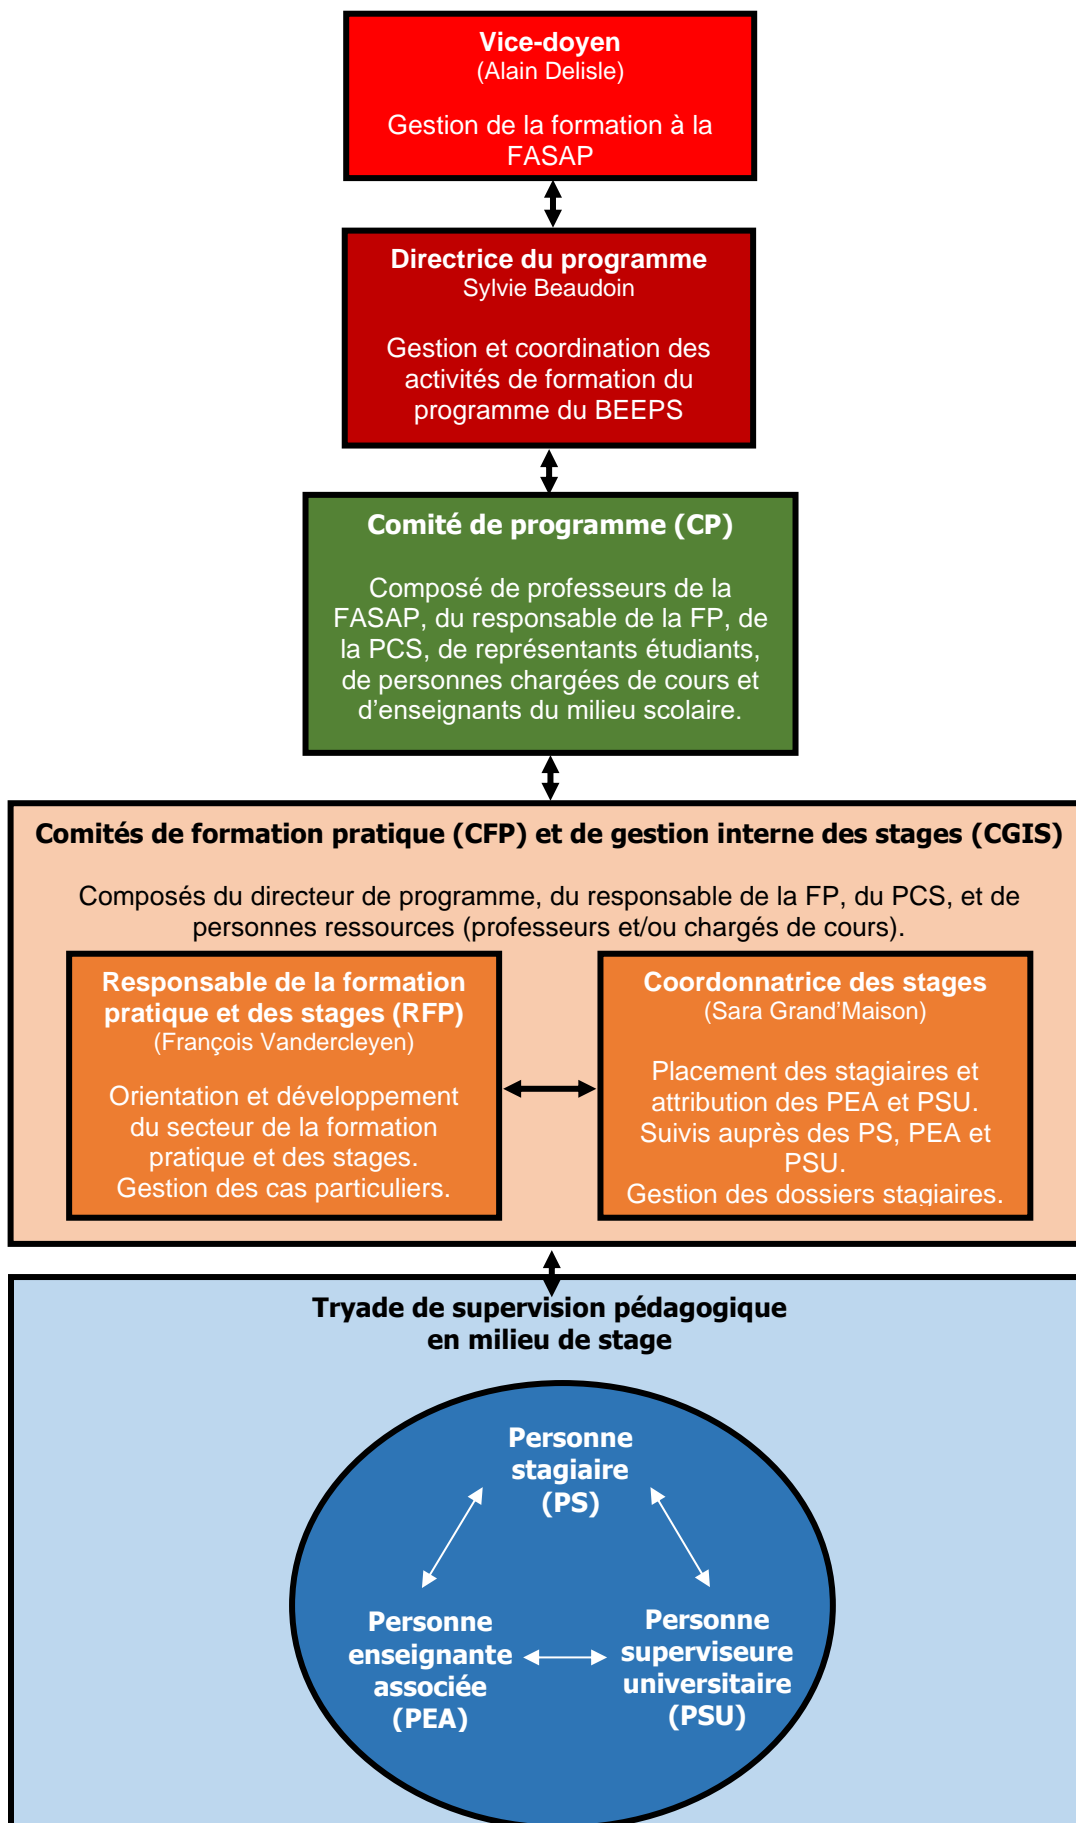 Vice-doyen
(Alain Delisle)
Gestion de la formation à la
FASAP
Directrice du programme
Sylvie Beaudoin
Gestion et coordination des
activités de formation du
programme du BEEPS
Comité de programme (CP)
Composé de professeurs de la
FASAP, du responsable de la FP, de
la PCS, de représentants étudiants,
de personnes chargées de cours et
d’enseignants du milieu scolaire.
Comités de formation pratique (CFP) et de gestion interne des stages (CGIS)
Composés du directeur de programme, du responsable de la FP, du PCS, et de
personnes ressources (professeurs et/ou chargés de cours).
Responsable de la formation
pratique et des stages (RFP)
(François Vandercleyen)
Orientation et développement
du secteur de la formation
pratique et des stages.
Gestion des cas particuliers.
Coordonnatrice des stages
(Sara Grand’Maison)
Placement des stagiaires et
attribution des PEA et PSU.
Suivis auprès des PS, PEA et
PSU.
Gestion des dossiers stagiaires.
Tryade de supervision pédagogique
en milieu de stage
Personne
stagiaire
(PS)
Personne
enseignante
associée
(PEA)
Personne
superviseure
universitaire
(PSU)